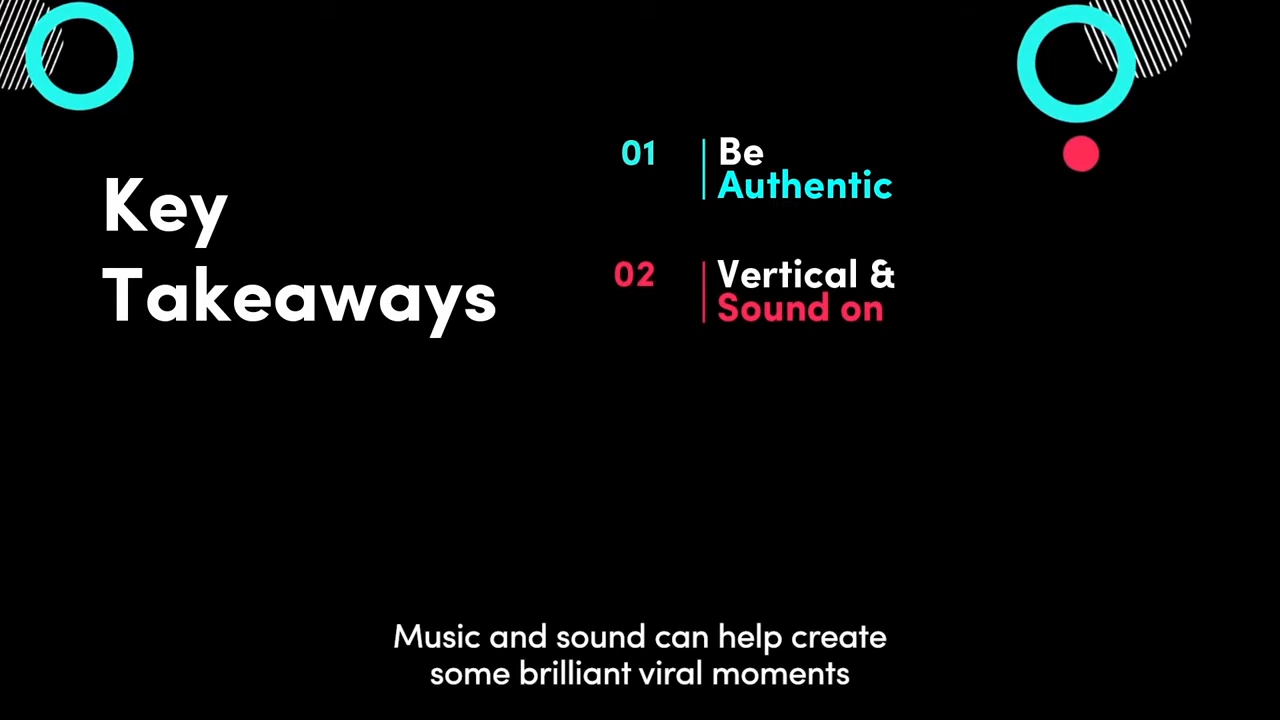 Key
Takeaways
01
Be
Authentic
02
Vertical &
Sound on
Music and sound can help create
some brilliant viral moments